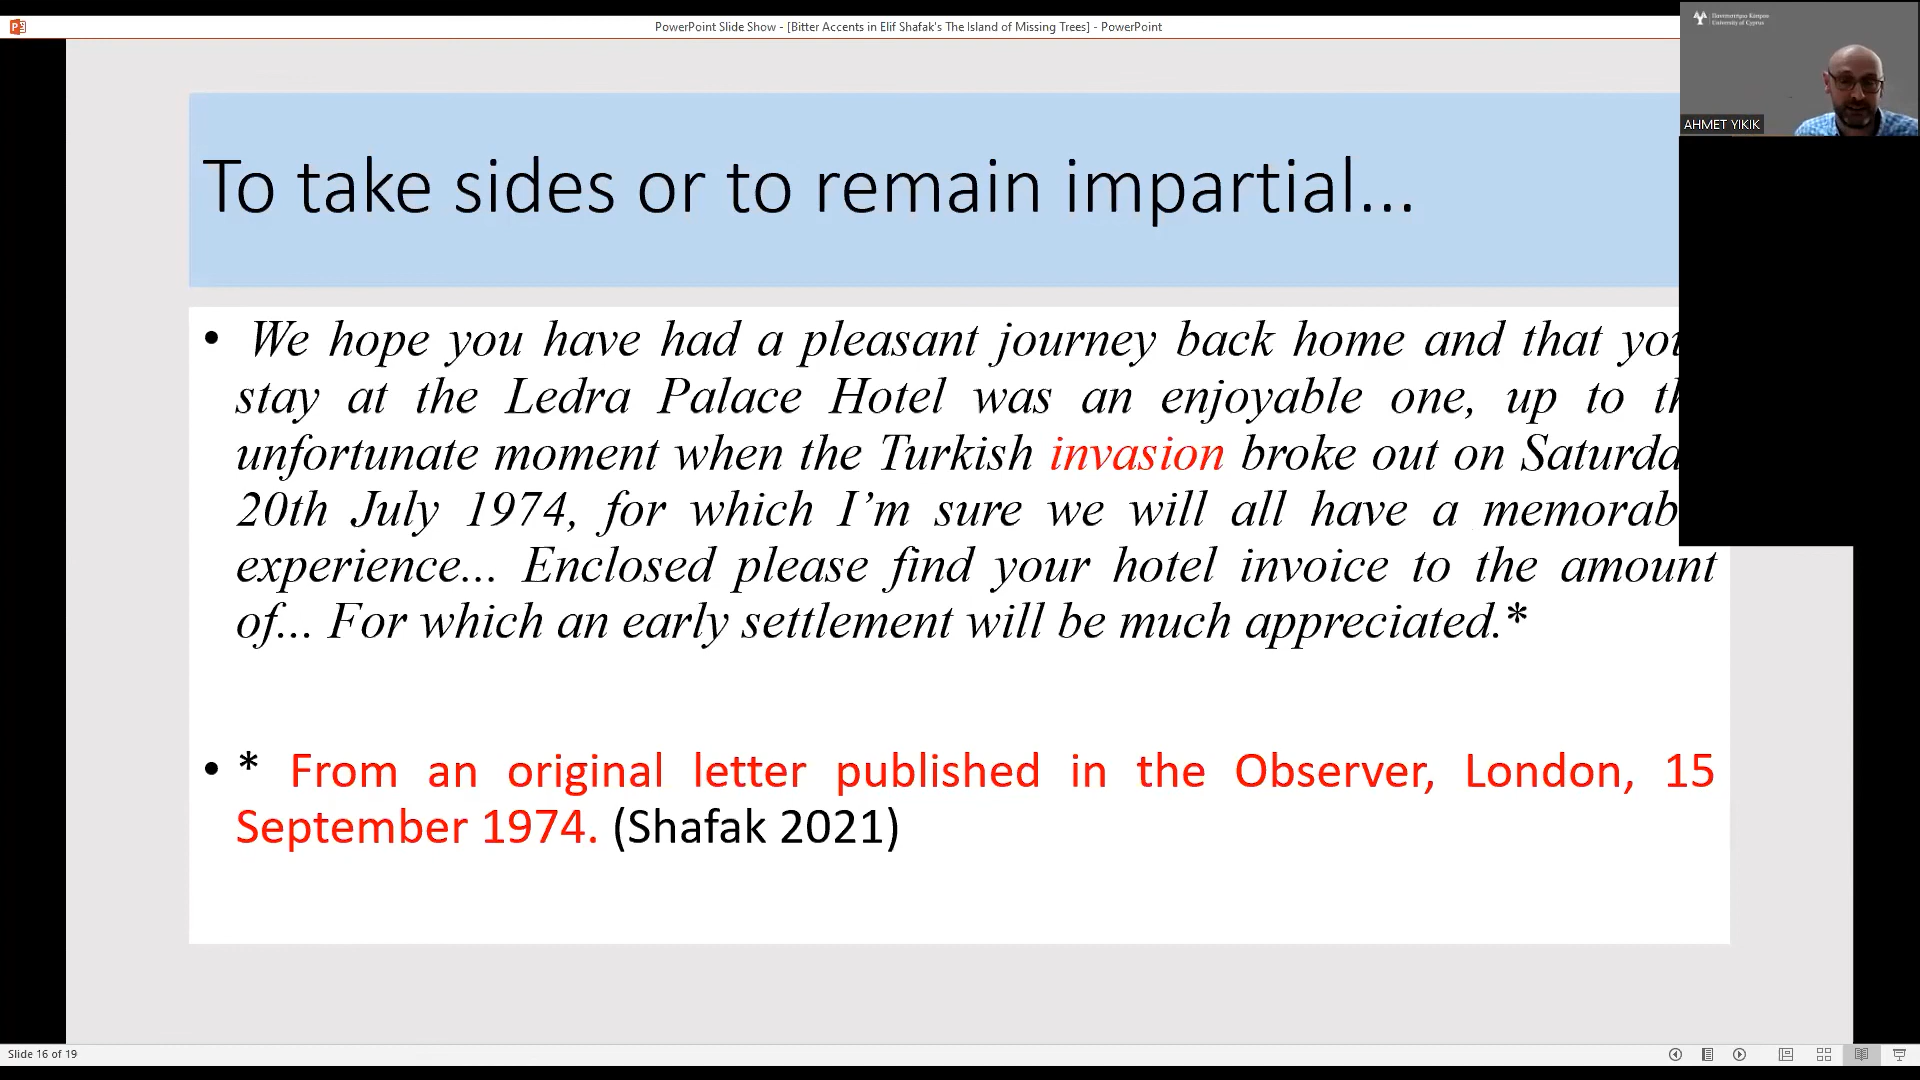 PowerPoint Slide Show - [Bitter Accents in Elif Shafak's The Island of Missing Trees] - PowerPoint
Πανεπιστήμιο Κύπρου
University of Cyprus
AHMET YIKIK
To take sides or to remain impartial...
• We hope you have had a pleasant journey back home and that
stay at the Ledra Palace Hotel was an enjoyable one, up to
unfortunate moment when the Turkish invasion broke out on
20th July 1974, for which I’m sure we will all have a
experience... Enclosed please find your hotel invoice to the amount
of... For which an early settlement will be much appreciated.*
• * From an original letter published in the Observer, London, 15
September 1974. (Shafak 2021)
Slide 16 of 19